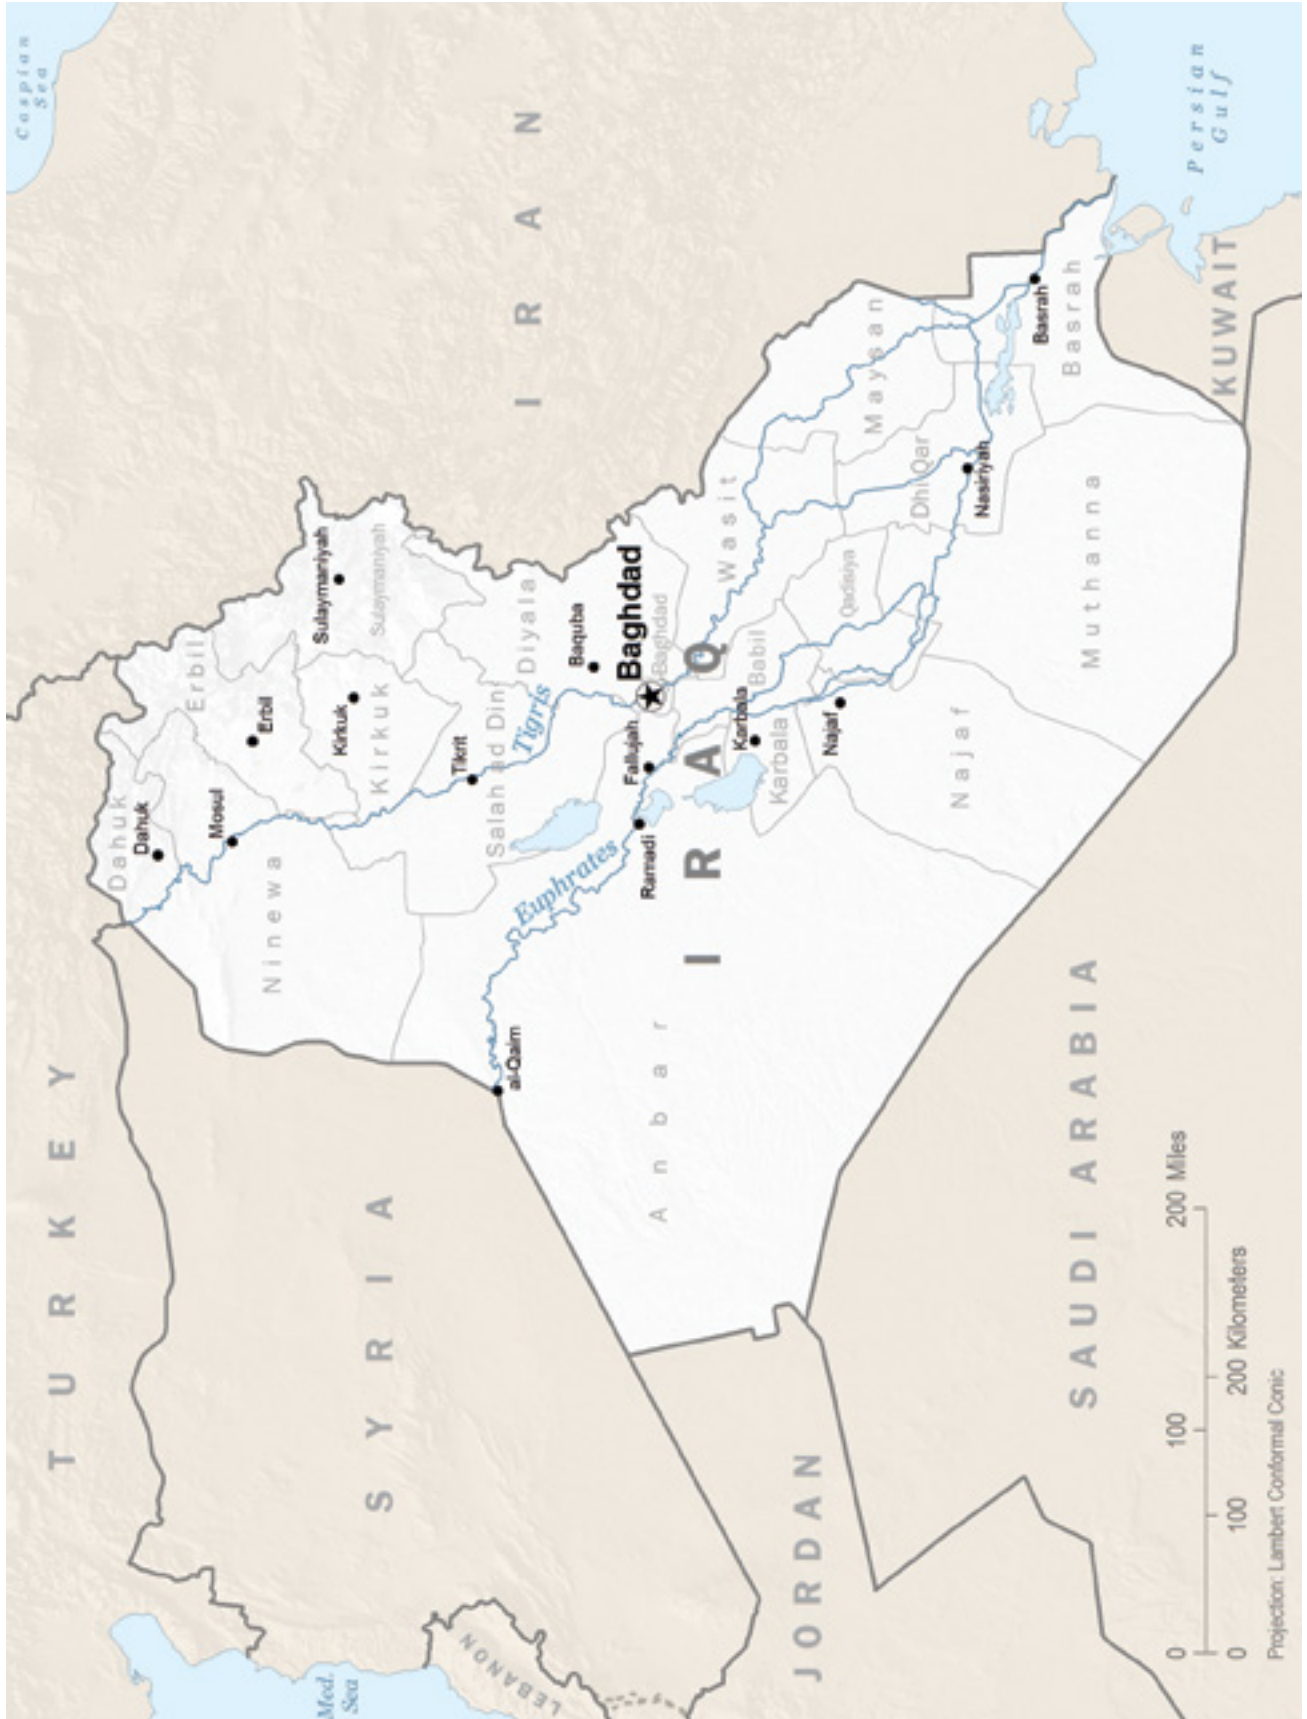 Caspian
Sea
TURKEY
Dahuk
Dahuk
Erbil
Mosul
Erbil
Ninewa
Sulaymaniyah
Kirkuk
Sulaymaniyah
Kirkuk
SYRIA
Tikrit
Salah ad Din
Tigris
Diyala
IRAN
al-Qaim
Euphrates
Baquba
Med.
Sea
LEBANON
Ramadi
Fallujah
Baghdad
Baghdad
Anbar
IRAQ
Wasit
Karbala
Babil
Karbala
JORDAN
Najaf
Qadisiya
Maysan
Dhi Qar
Najaf
Nasiriyah
Basrah
Basrah
Muthanna
SAUDI ARABIA
Persian
Gulf
KUWAIT
0 100 200 Miles
0 100 200 Kilometers
Projection: Lambert Conformal Conic